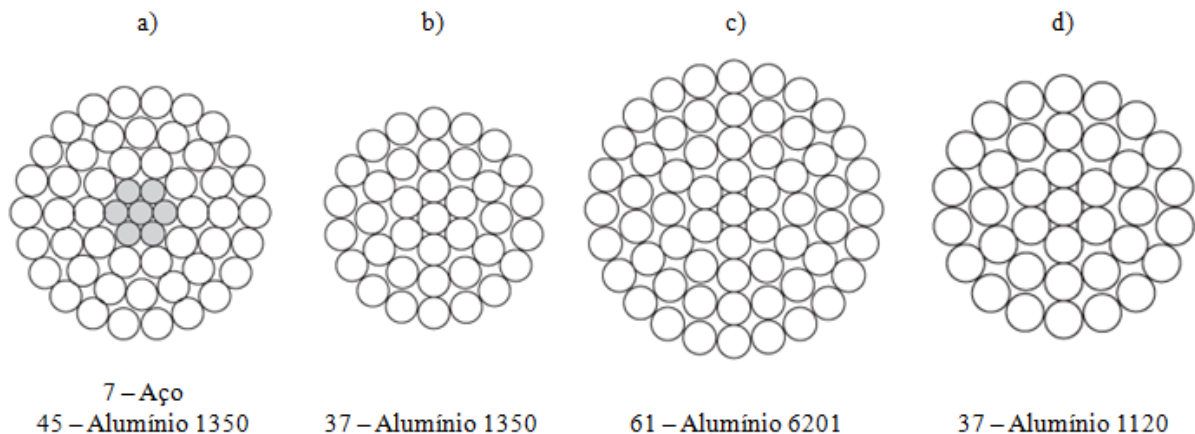 a)
b)
c)
d)
7 – Aço
45 – Alumínio 1350
37 – Alumínio 1350
61 – Alumínio 6201
37 – Alumínio 1120